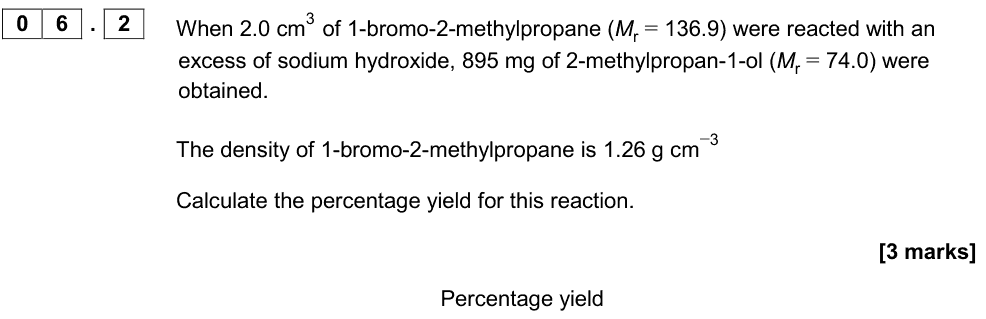 06.2 When 2.0 cm³ of 1-bromo-2-methylpropane (Mᵣ = 136.9) were reacted with an
excess of sodium hydroxide, 895 mg of 2-methylpropan-1-ol (Mᵣ = 74.0) were
obtained.
The density of 1-bromo-2-methylpropane is 1.26 g cm⁻³
Calculate the percentage yield for this reaction.
[3 marks]
Percentage yield